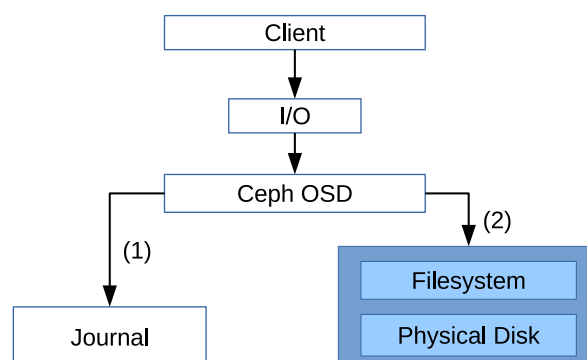 Client
I/O
Ceph OSD
(1)
(2)
Filesystem
Journal
Physical Disk